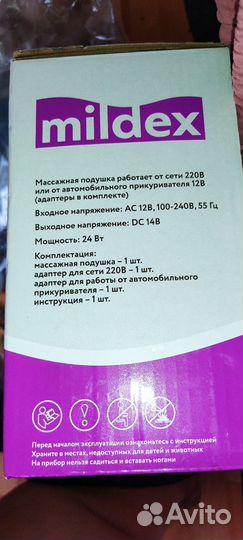 mildex
Массажная подушка работает от сети 220В
или от автомобильного прикуривателя 12В
(адаптеры в комплекте)
Входное напряжение: AC 12В, 100-240В, 55 Гц
Выходное напряжение: DC 14В
Мощность: 24 Вт
Комплектация:
массажная подушка – 1 шт.
адаптер для сети 220В – 1 шт.
адаптер для работы от автомобильного
прикуривателя – 1 шт.
инструкция – 1 шт.
Перед началом эксплуатации ознакомьтесь с инструкцией
Храните в местах, недоступных для детей и животных
На прибор нельзя садиться и вставать ногами
Avito